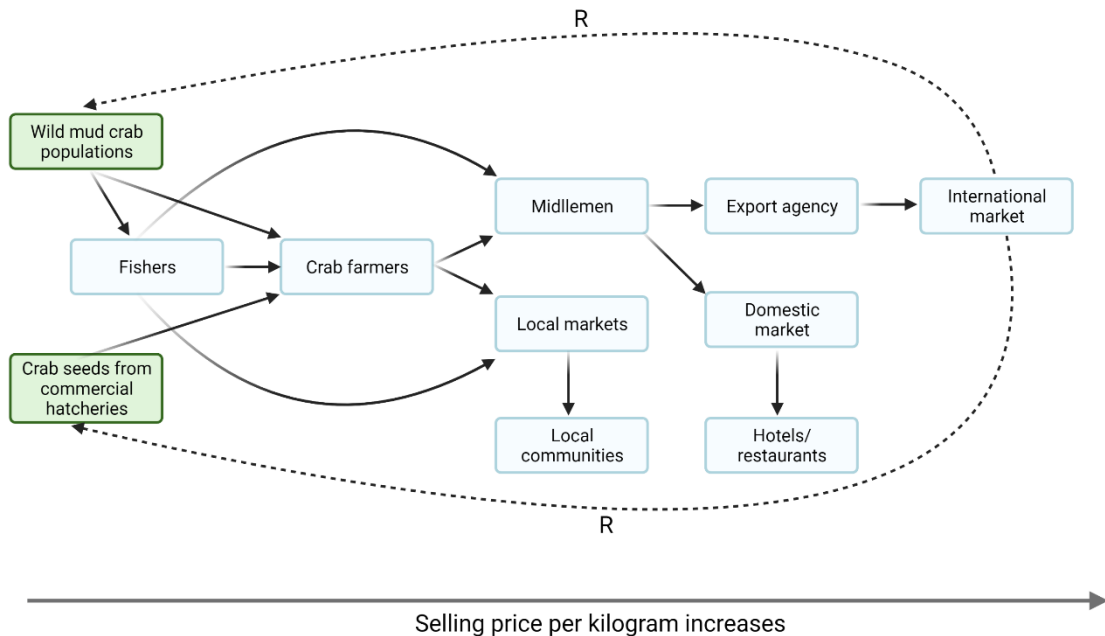 R
Wild mud crab
populations
Midllemen
Export agency
International
market
Fishers
Crab farmers
Local markets
Domestic
market
Crab seeds from
commercial
hatcheries
Local
communities
Hotels/
restaurants
R
Selling price per kilogram increases